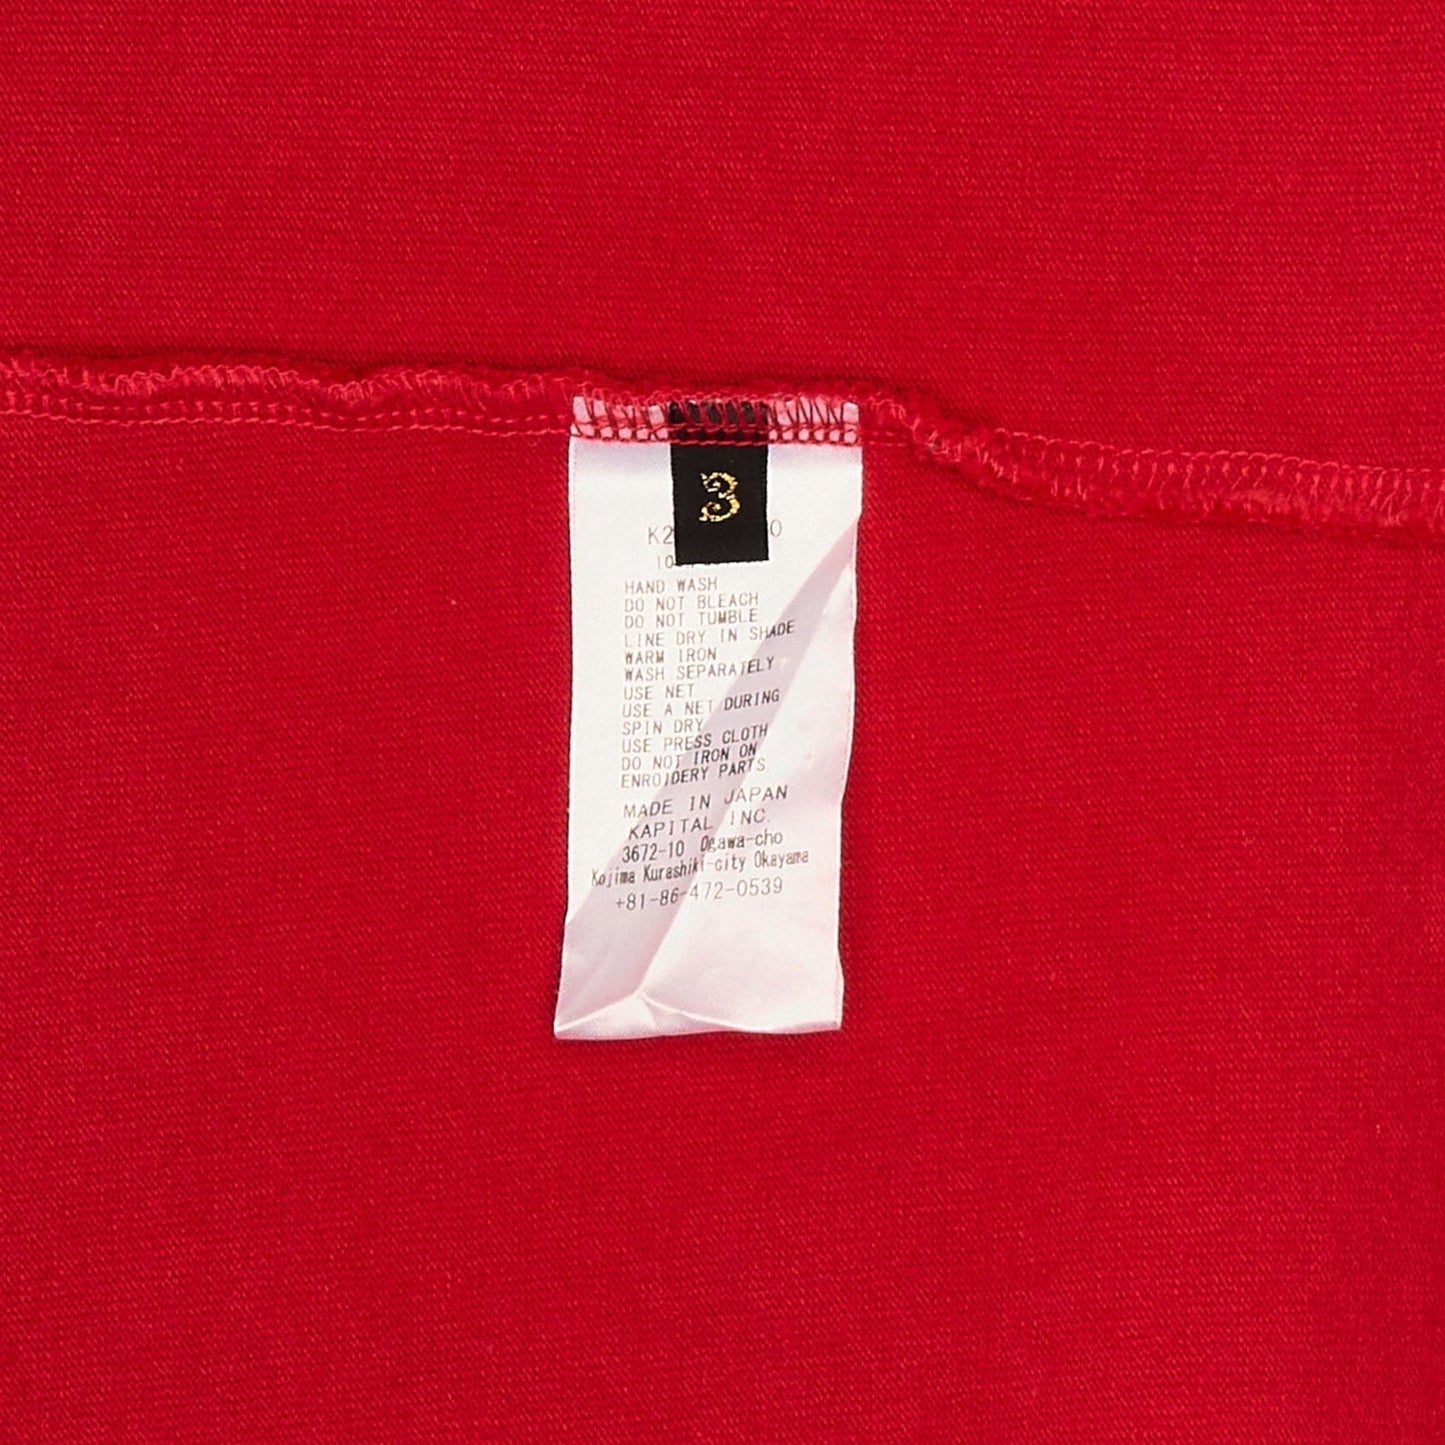 3
HAND WASH
DO NOT BLEACH
DO NOT TUMBLE
LINE DRY IN SHADE
WARM IRON
WASH SEPARATELY
USE NET
USE A NET DURING
SPIN DRY
USE PRESS CLOTH
DO NOT IRON ON
ENROIDERY PARTS.
MADE IN JAPAN
KAPITAL INC.
3672-10 Ogawa-cho
Kojima Kurashiki-city Okayama
+81-86-472-0539